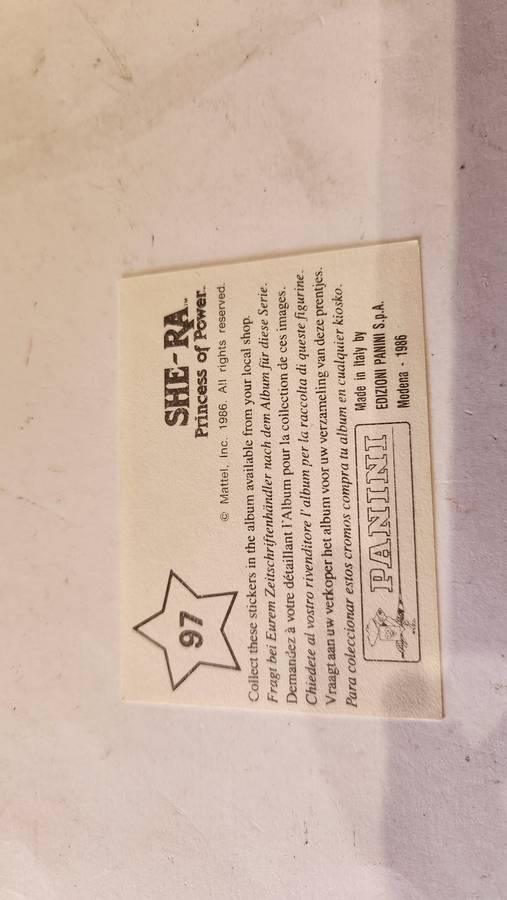 97
SHE-RA™
Princess of Power™
© Mattel, Inc. 1986. All rights reserved.
Collect these stickers in the album available from your local shop.
Fragt bei Eurem Zeitschriftenhändler nach dem Album für diese Serie.
Demandez à votre détaillant l'Album pour la collection de ces images.
Chiedete al vostro rivenditore l'album per la raccolta di queste figurine.
Vraagt aan uw verkoper het album voor uw verzameling van deze prentjes.
Para coleccionar estos cromos compra tu album en cualquier kiosko.
PANINI
Made in Italy by
EDIZIONI PANINI S.p.A.
Modena - 1986